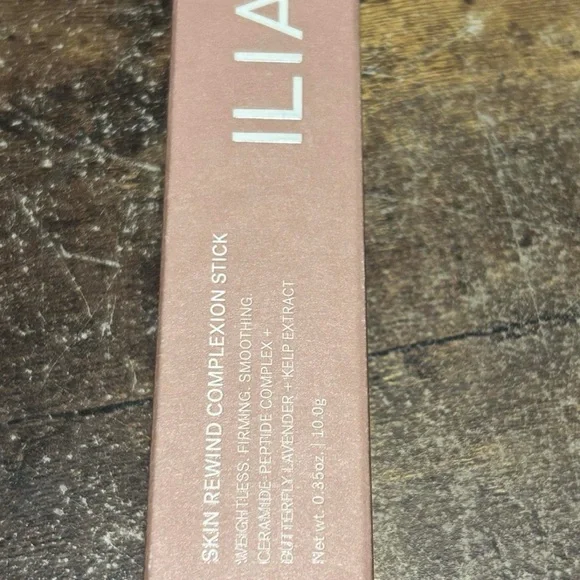 ILIA
SKIN REWIND COMPLEXION STICK
WEIGHTLESS. FIRMING. SMOOTHING.
CERAMIDE-PEPTIDE COMPLEX +
BUTTERFLY LAVENDER + KELP EXTRACT
Net wt. 0.35oz. | 10.0g